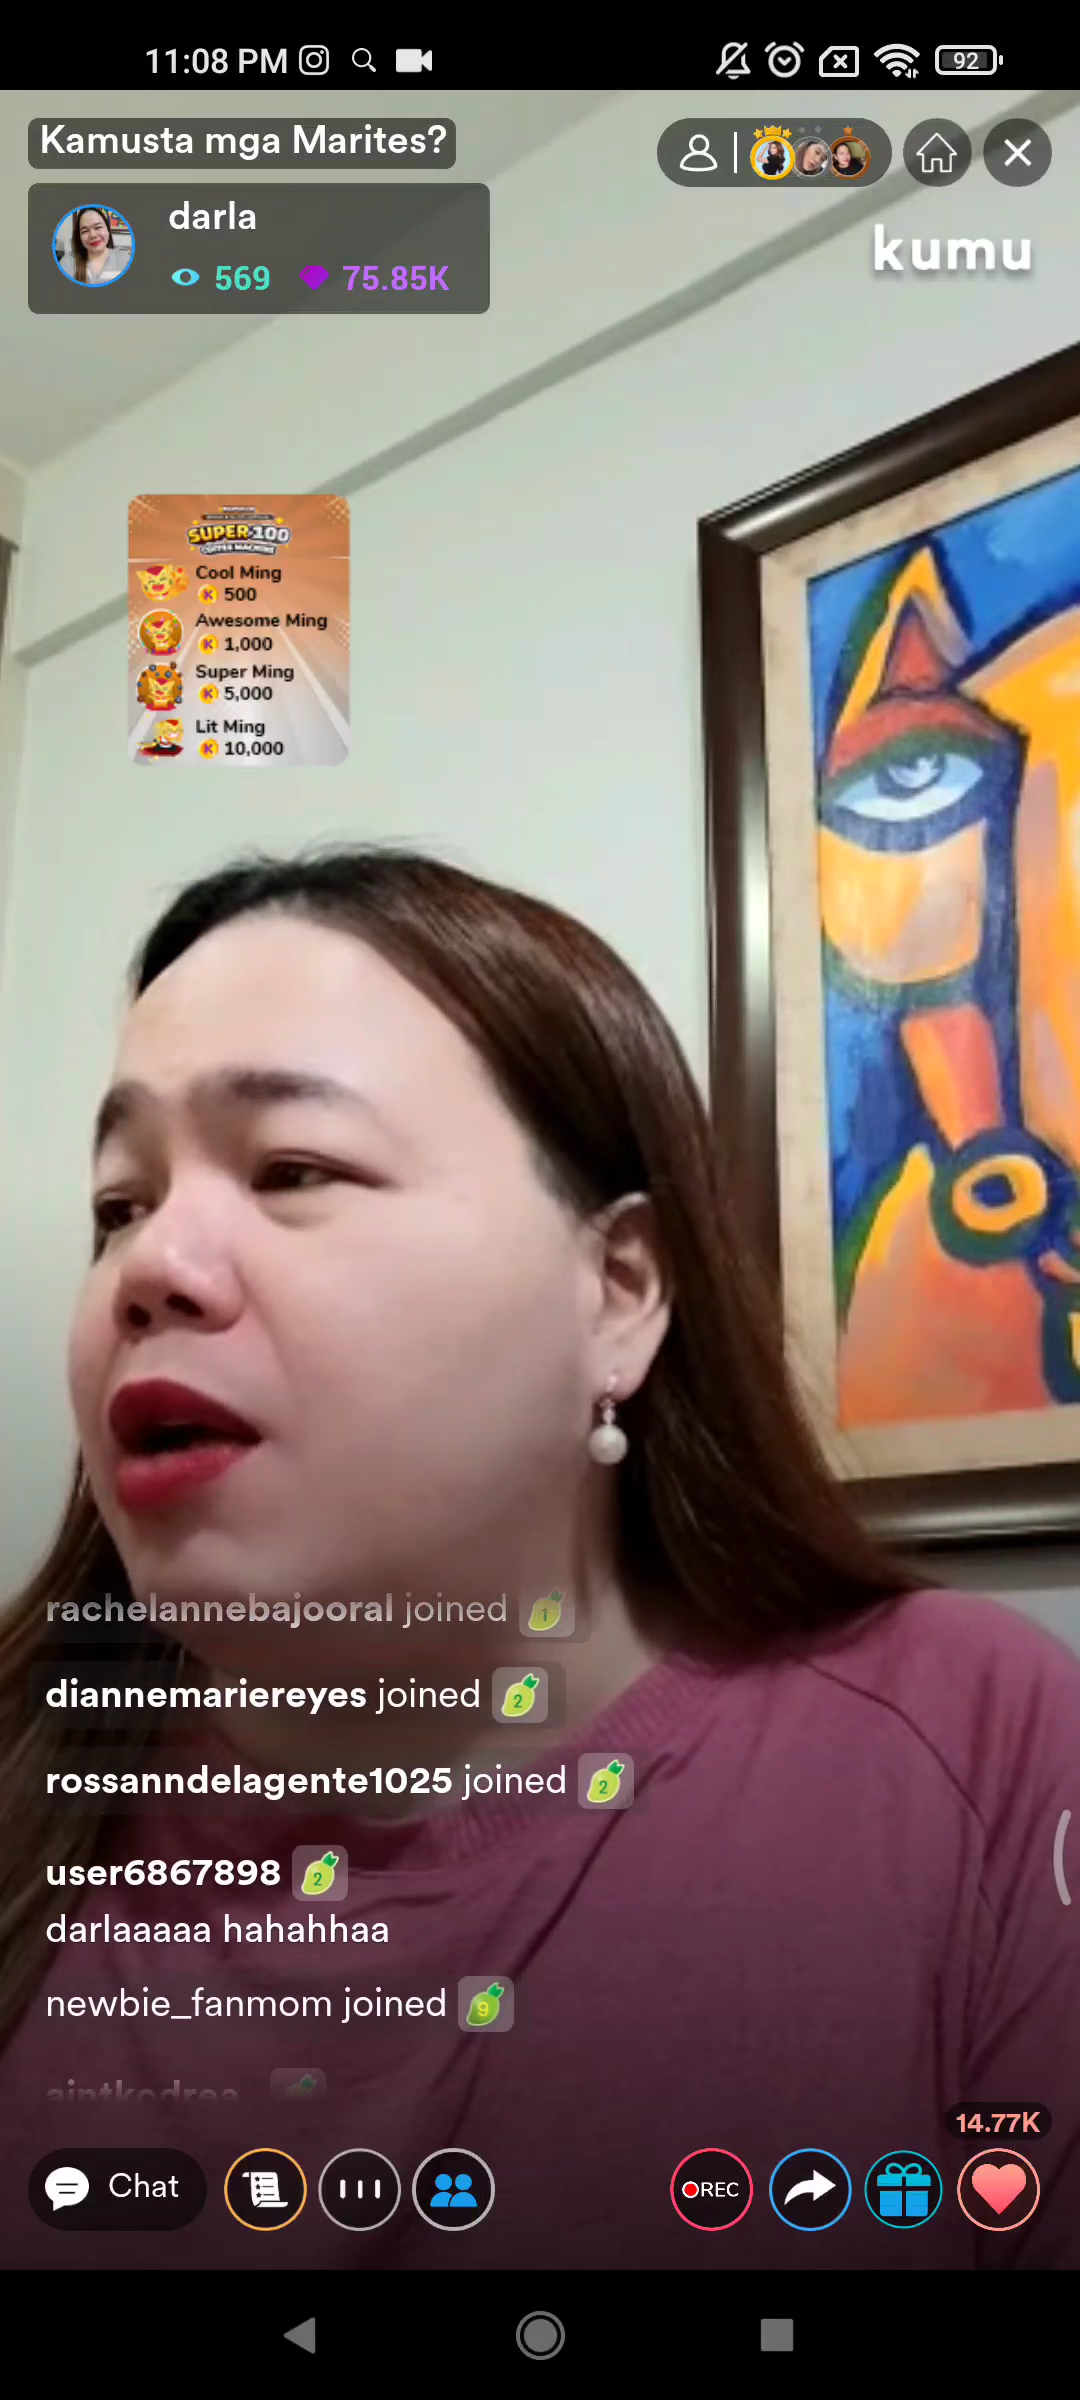 11:08 PM
92
Kamusta mga Marites?
darla
569 75.85K
kumu
SUPER-100
COFFEE MACHINE
Cool Ming
K 500
Awesome Ming
K 1,000
Super Ming
K 5,000
Lit Ming
K 10,000
rachelannebajooral joined 1
diannemariereyes joined 2
rossanndelagente1025 joined 2
user6867898 2
darlaaaaa hahahhaa
newbie_fanmom joined 9
14.77K
Chat
REC